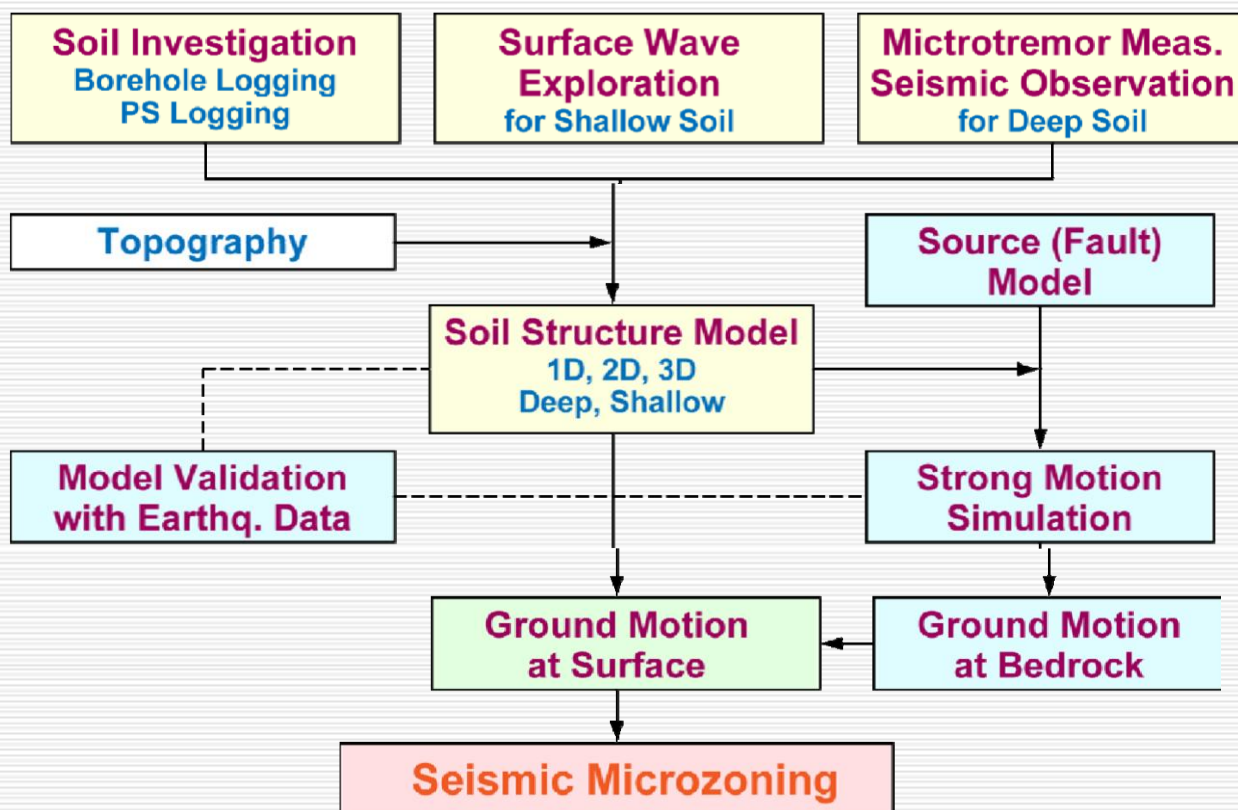 Soil Investigation
Borehole Logging
PS Logging
Surface Wave
Exploration
for Shallow Soil
Mictrotremor Meas.
Seismic Observation
for Deep Soil
Topography
Source (Fault)
Model
Soil Structure Model
1D, 2D, 3D
Deep, Shallow
Model Validation
with Earthq. Data
Strong Motion
Simulation
Ground Motion
at Surface
Ground Motion
at Bedrock
Seismic Microzoning